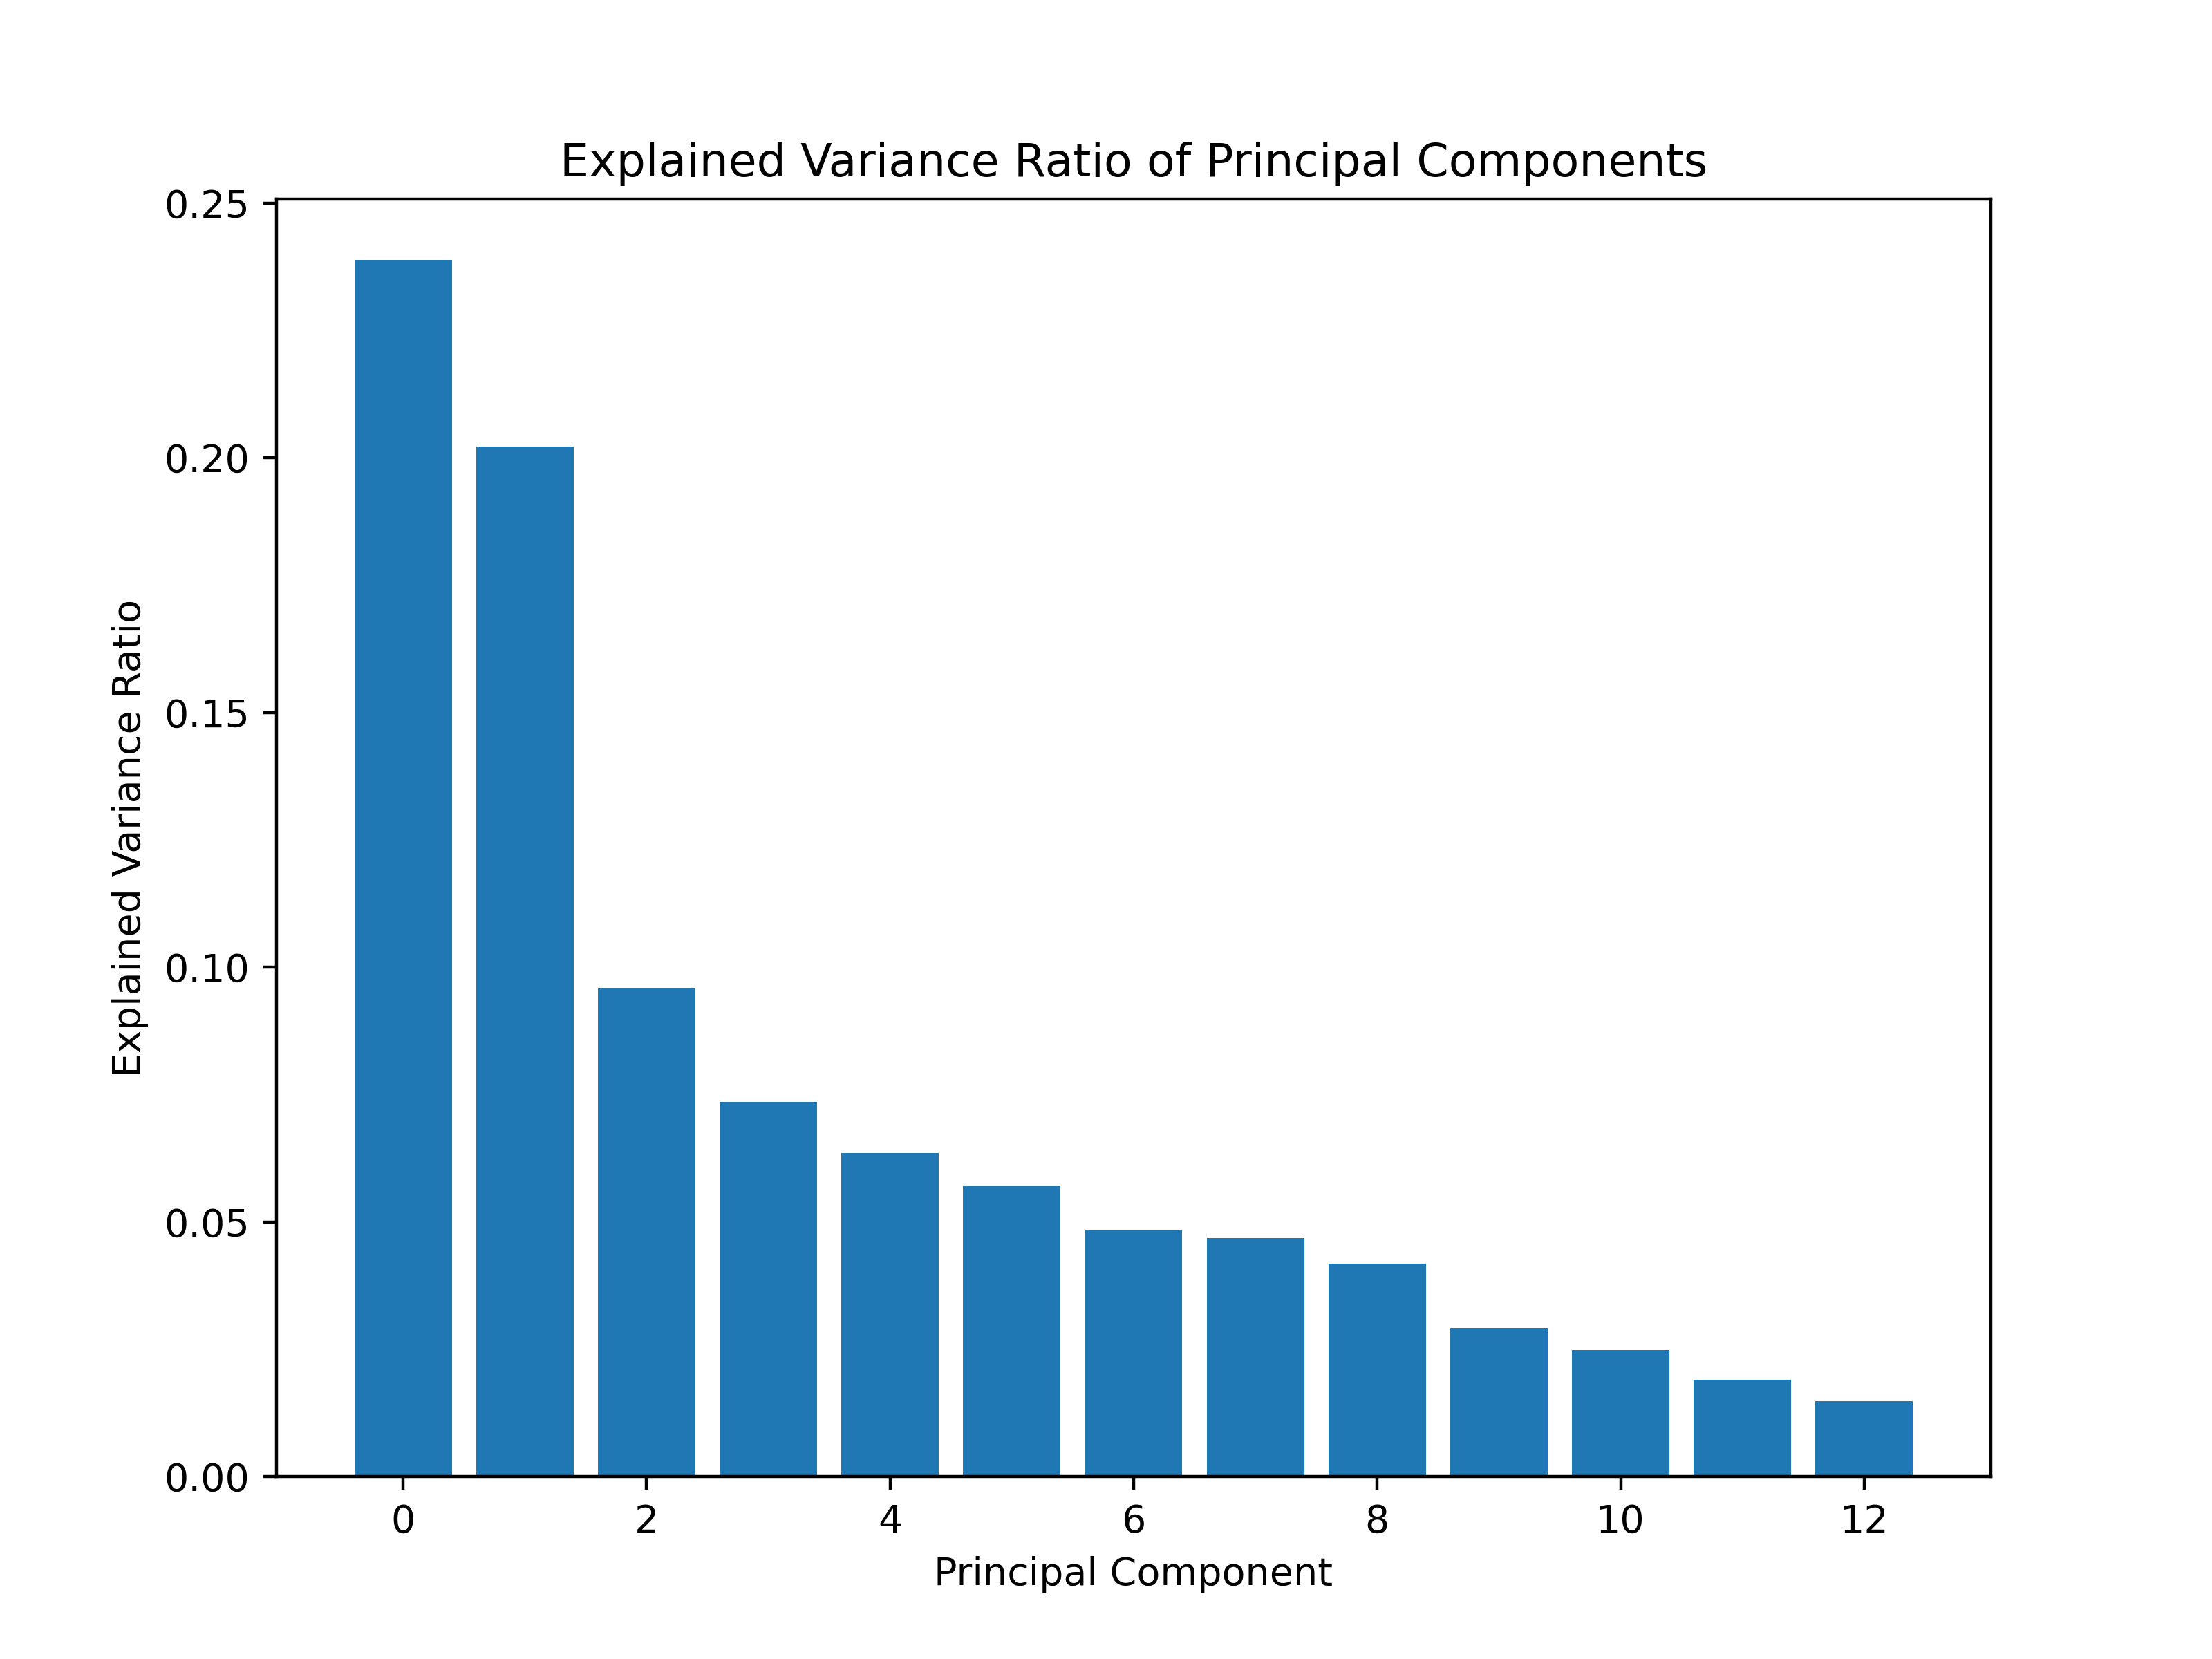 Explained Variance Ratio of Principal Components
0.25
0.20
0.15
0.10
0.05
0.00
Explained Variance Ratio
0 2 4 6 8 10 12
Principal Component